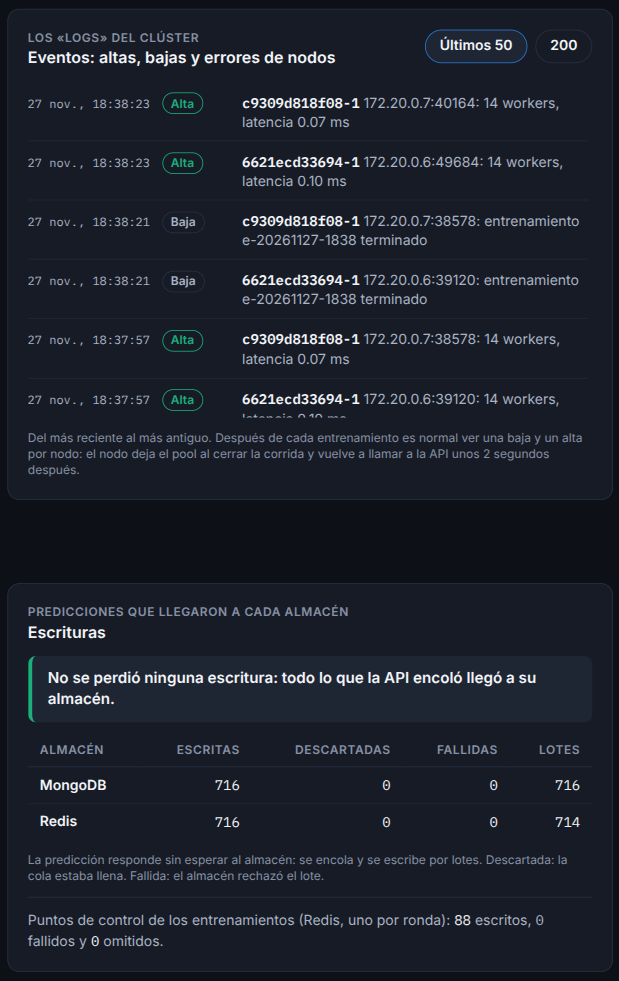 LOS «LOGS» DEL CLÚSTER
Eventos: altas, bajas y errores de nodos
Últimos 50
200
27 nov., 18:38:23 Alta c9309d818f08-1 172.20.0.7:40164: 14 workers,
latencia 0.07 ms
27 nov., 18:38:23 Alta 6621ecd33694-1 172.20.0.6:49684: 14 workers,
latencia 0.10 ms
27 nov., 18:38:21 Baja c9309d818f08-1 172.20.0.7:38578: entrenamiento
e-20261127-1838 terminado
27 nov., 18:38:21 Baja 6621ecd33694-1 172.20.0.6:39120: entrenamiento
e-20261127-1838 terminado
27 nov., 18:37:57 Alta c9309d818f08-1 172.20.0.7:38578: 14 workers,
latencia 0.07 ms
27 nov., 18:37:57 Alta 6621ecd33694-1 172.20.0.6:39120: 14 workers,
Del más reciente al más antiguo. Después de cada entrenamiento es normal ver una baja y un alta
por nodo: el nodo deja el pool al cerrar la corrida y vuelve a llamar a la API unos 2 segundos
después.
PREDICCIONES QUE LLEGARON A CADA ALMACÉN
Escrituras
No se perdió ninguna escritura: todo lo que la API encoló llegó a su
almacén.
ALMACÉN ESCRITAS DESCARTADAS FALLIDAS LOTES
MongoDB 716 0 0 716
Redis 716 0 0 714
La predicción responde sin esperar al almacén: se encola y se escribe por lotes. Descartada: la
cola estaba llena. Fallida: el almacén rechazó el lote.
Puntos de control de los entrenamientos (Redis, uno por ronda): 88 escritos, 0
fallidos y 0 omitidos.